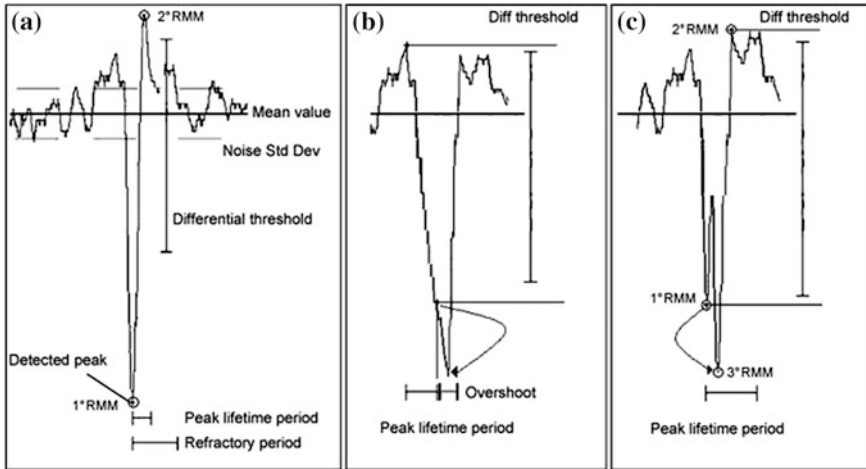 (a)
2°RMM
Mean value
Noise Std Dev
Differential threshold
Detected peak
1°RMM
Peak lifetime period
Refractory period
(b)
Diff threshold
Overshoot
Peak lifetime period
(c)
Diff threshold
2°RMM
1°RMM
3°RMM
Peak lifetime period